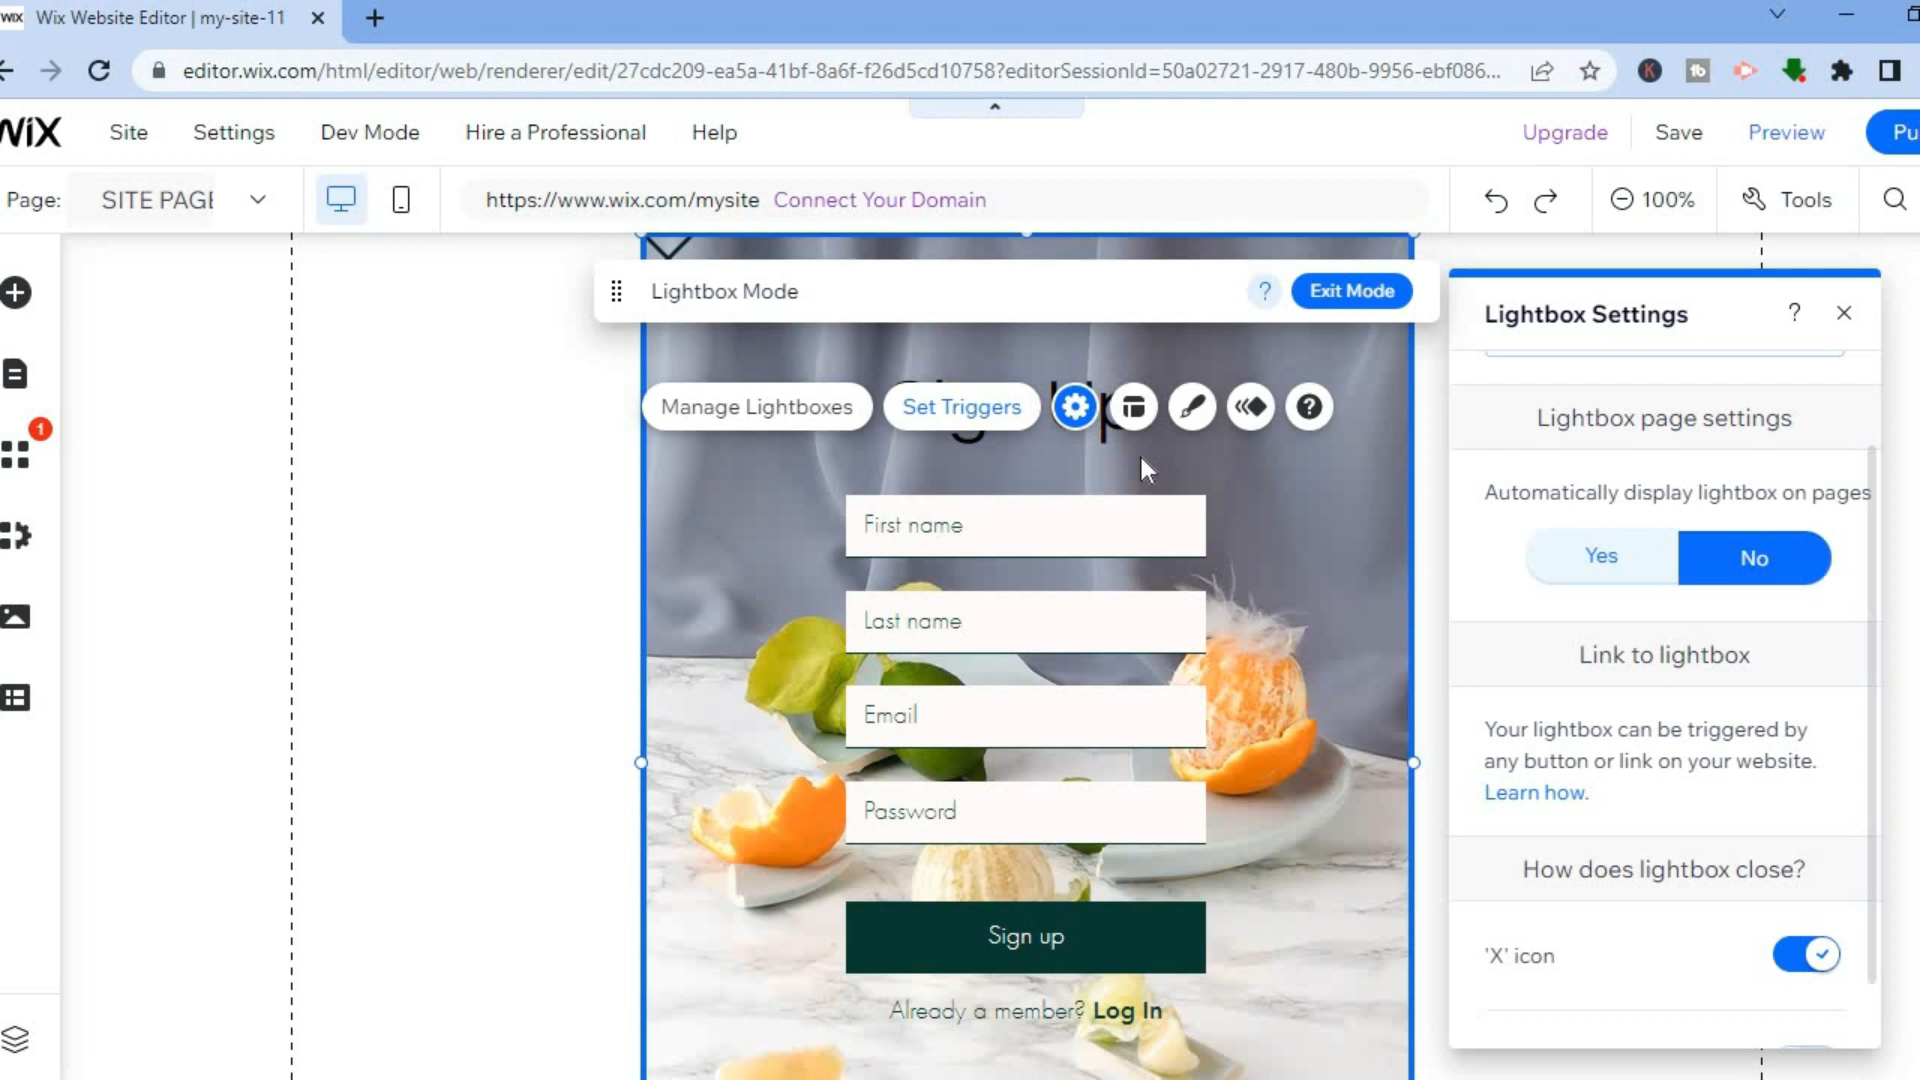 WiX Wix Website Editor | my-site-11
editor.wix.com/html/editor/web/renderer/edit/27cdc209-ea5a-41bf-8a6f-f26d5cd10758?editorSessionId=50a02721-2917-480b-9956-ebf086...
WiX Site Settings Dev Mode Hire a Professional Help Upgrade Save Preview Pu
Page: SITE PAGE https://www.wix.com/mysite Connect Your Domain 100% Tools
Lightbox Mode ? Exit Mode
Lightbox Settings ?
Manage Lightboxes Set Triggers ?
1
First name
Last name
Email
Password
Sign up
Already a member? Log In
Lightbox page settings
Automatically display lightbox on pages
Yes No
Link to lightbox
Your lightbox can be triggered by
any button or link on your website.
Learn how.
How does lightbox close?
'X' icon